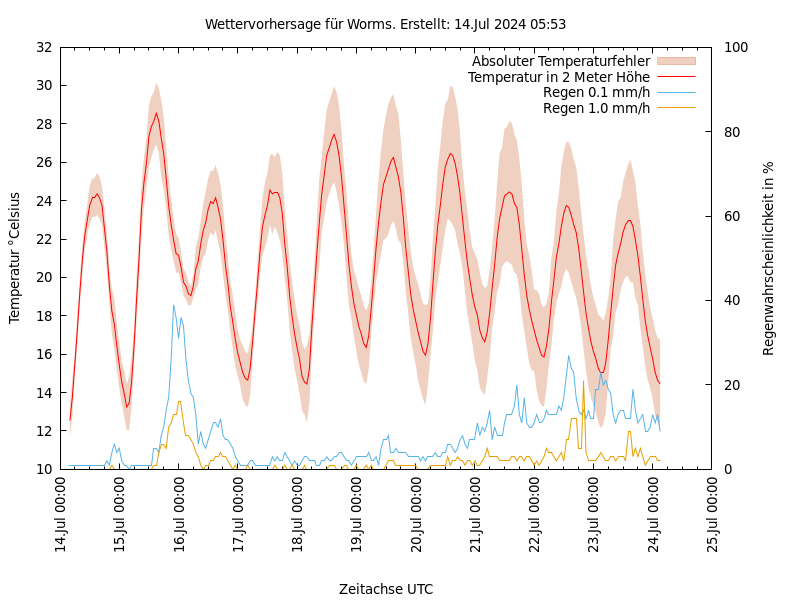 Wettervorhersage für Worms. Erstellt: 14.Jul 2024 05:53
32
30
28
26
24
22
20
18
16
14
12
10
100
80
60
40
20
0
Absoluter Temperaturfehler
Temperatur in 2 Meter Höhe
Regen 0.1 mm/h
Regen 1.0 mm/h
Temperatur °Celsius
Regenwahrscheinlichkeit in %
14.Jul 00:00
15.Jul 00:00
16.Jul 00:00
17.Jul 00:00
18.Jul 00:00
19.Jul 00:00
20.Jul 00:00
21.Jul 00:00
22.Jul 00:00
23.Jul 00:00
24.Jul 00:00
25.Jul 00:00
Zeitachse UTC